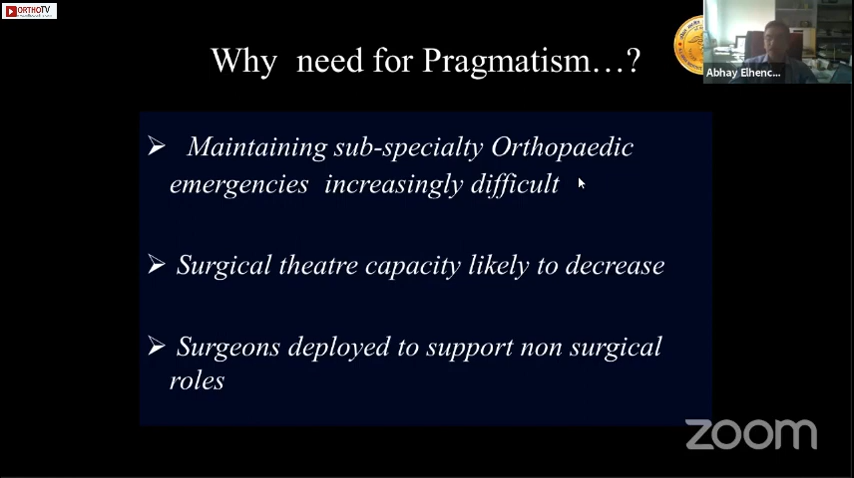 ORTHOTV
Why need for Pragmatism…?
Abhay Elhenc...
➢ Maintaining sub-specialty Orthopaedic
emergencies increasingly difficult
➢ Surgical theatre capacity likely to decrease
➢ Surgeons deployed to support non surgical
roles
zoom